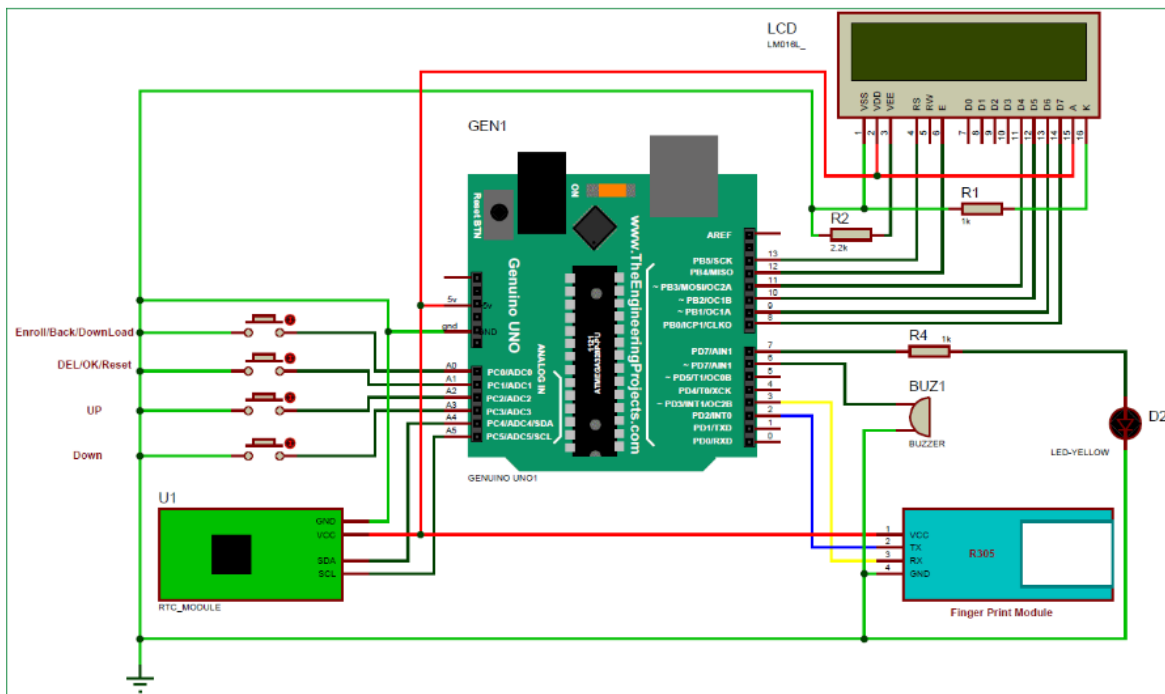 LCD
LM016L_
VSS VDD VEE RS RW E D0 D1 D2 D3 D4 D5 D6 D7 A K
1 2 3 4 5 6 7 8 9 10 11 12 13 14 15 16
GEN1
R1
1k
R2
2.2k
Reset BTN
ON
www.TheEngineeringProjects.com
Genuino UNO
ANALOG IN
ATMEGA328P-PU
1121
AREF
PB5/SCK 13
PB4/MISO 12
~ PB3/MOSI/OC2A 11
~ PB2/OC1B 10
~ PB1/OC1A 9
PB0/ICP1/CLKO 8
5v 5v
gnd GND
PD7/AIN1 7
~ PD7/AIN1 6
~ PD5/T1/OC0B 5
PD4/T0/XCK 4
~ PD3/INT1/OC2B 3
PD2/INT0 2
PD1/TXD 1
PD0/RXD 0
A0 PC0/ADC0
A1 PC1/ADC1
A2 PC2/ADC2
A3 PC3/ADC3
A4 PC4/ADC4/SDA
A5 PC5/ADC5/SCL
GENUINO UNO1
Enroll/Back/DownLoad
DEL/OK/Reset
UP
Down
R4
1k
BUZ1
BUZZER
D2
LED-YELLOW
U1
GND
VCC
SDA
SCL
RTC_MODULE
1 VCC
2 TX
3 RX
4 GND
R305
Finger Print Module